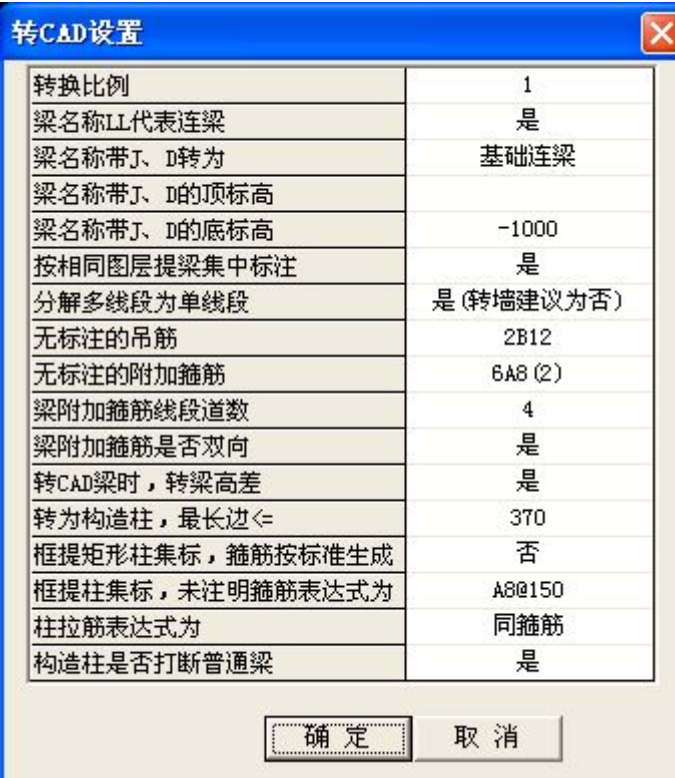 转CAD设置
转换比例 1
梁名称LL代表连梁 是
梁名称带J、D转为 基础连梁
梁名称带J、D的顶标高
梁名称带J、D的底标高 -1000
按相同图层提梁集中标注 是
分解多线段为单线段 是(转墙建议为否)
无标注的吊筋 2B12
无标注的附加箍筋 6A8(2)
梁附加箍筋线段道数 4
梁附加箍筋是否双向 是
转CAD梁时，转梁高差 是
转为构造柱，最长边<= 370
框提矩形柱集标，箍筋按标准生成 否
框提柱集标，未注明箍筋表达式为 A8@150
柱拉筋表达式为 同箍筋
构造柱是否打断普通梁 是
确 定 取 消